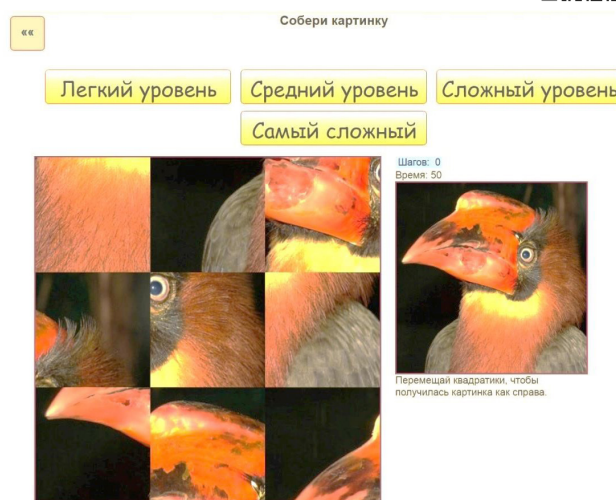 Собери картинку
««
Легкий уровень
Средний уровень
Сложный уровень
Самый сложный
Шагов: 0
Время: 50
Перемещай квадратики, чтобы
получилась картинка как справа.